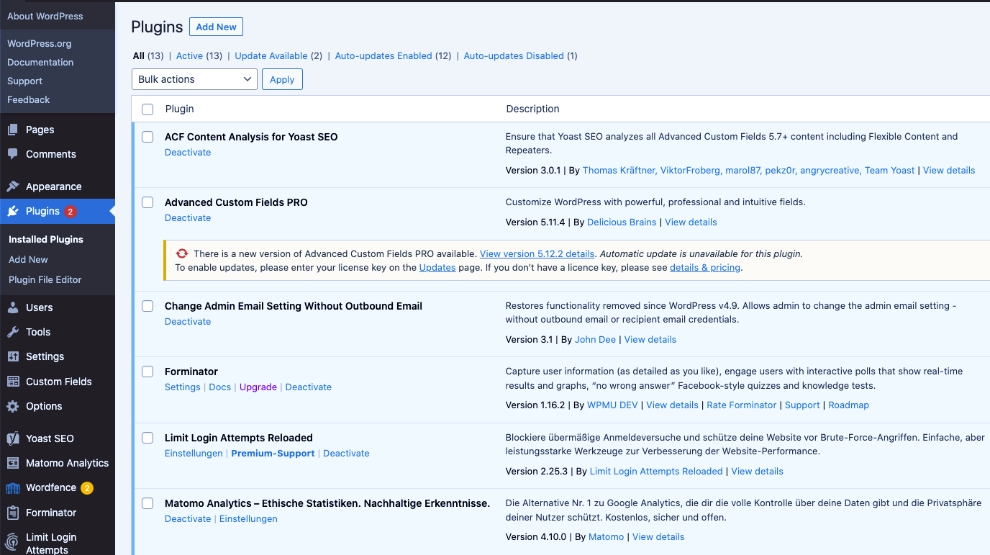 About WordPress
WordPress.org
Documentation
Support
Feedback
Pages
Comments
Appearance
Plugins 2
Installed Plugins
Add New
Plugin File Editor
Users
Tools
Settings
Custom Fields
Options
Yoast SEO
Matomo Analytics
Wordfence 2
Forminator
Limit Login
Attempts
Plugins Add New
All (13) | Active (13) | Update Available (2) | Auto-updates Enabled (12) | Auto-updates Disabled (1)
Bulk actions Apply
Plugin Description
ACF Content Analysis for Yoast SEO
Deactivate
Ensure that Yoast SEO analyzes all Advanced Custom Fields 5.7+ content including Flexible Content and
Repeaters.
Version 3.0.1 | By Thomas Kräftner, ViktorFroberg, marol87, pekz0r, angrycreative, Team Yoast | View details
Advanced Custom Fields PRO
Deactivate
Customize WordPress with powerful, professional and intuitive fields.
Version 5.11.4 | By Delicious Brains | View details
There is a new version of Advanced Custom Fields PRO available. View version 5.12.2 details. Automatic update is unavailable for this plugin.
To enable updates, please enter your license key on the Updates page. If you don't have a licence key, please see details & pricing.
Change Admin Email Setting Without Outbound Email
Deactivate
Restores functionality removed since WordPress v4.9. Allows admin to change the admin email setting -
without outbound email or recipient email credentials.
Version 3.1 | By John Dee | View details
Forminator
Settings | Docs | Upgrade | Deactivate
Capture user information (as detailed as you like), engage users with interactive polls that show real-time
results and graphs, “no wrong answer” Facebook-style quizzes and knowledge tests.
Version 1.16.2 | By WPMU DEV | View details | Rate Forminator | Support | Roadmap
Limit Login Attempts Reloaded
Einstellungen | Premium-Support | Deactivate
Blockiere übermäßige Anmeldeversuche und schütze deine Website vor Brute-Force-Angriffen. Einfache, aber
leistungsstarke Werkzeuge zur Verbesserung der Website-Performance.
Version 2.25.3 | By Limit Login Attempts Reloaded | View details
Matomo Analytics – Ethische Statistiken. Nachhaltige Erkenntnisse.
Deactivate | Einstellungen
Die Alternative Nr. 1 zu Google Analytics, die dir die volle Kontrolle über deine Daten gibt und die Privatsphäre
deiner Nutzer schützt. Kostenlos, sicher und offen.
Version 4.10.0 | By Matomo | View details